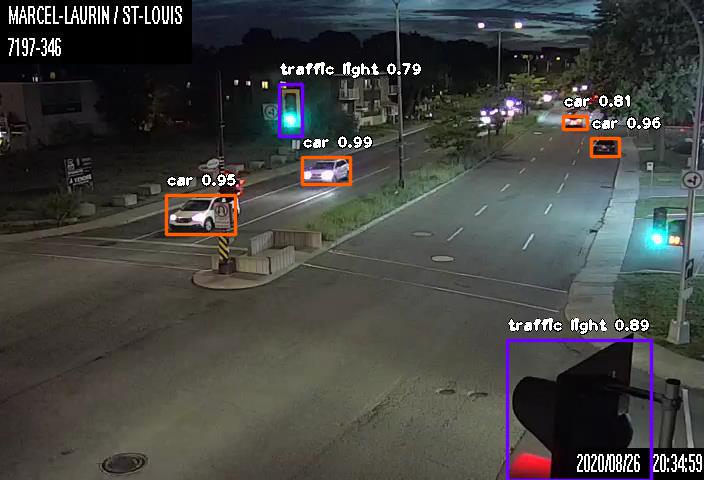 MARCEL-LAURIN / ST-LOUIS
7197-346
traffic light 0.79
car 0.81
car 0.96
car 0.99
car 0.95
traffic light 0.89
2020/08/26 20:34:59